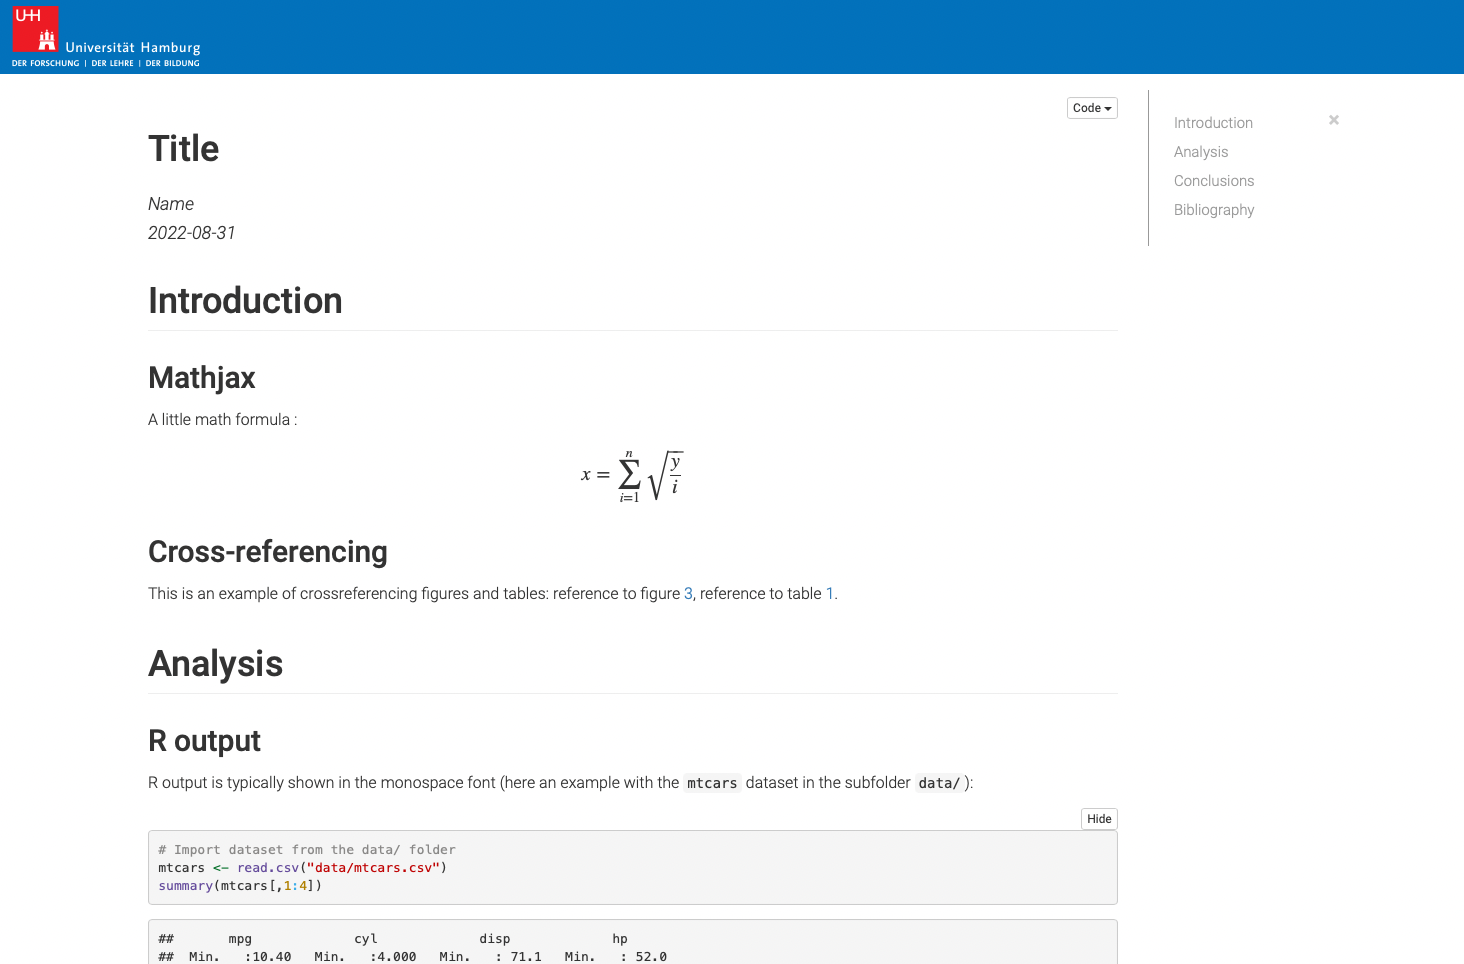 UHH
Universität Hamburg
DER FORSCHUNG | DER LEHRE | DER BILDUNG
Code
Introduction
Analysis
Conclusions
Bibliography
Title
Name
2022-08-31
Introduction
Mathjax
A little math formula :
x = ∑_{i=1}^{n} √(y/i)
Cross-referencing
This is an example of crossreferencing figures and tables: reference to figure 3, reference to table 1.
Analysis
R output
R output is typically shown in the monospace font (here an example with the mtcars dataset in the subfolder data/ ):
Hide
# Import dataset from the data/ folder
mtcars <- read.csv("data/mtcars.csv")
summary(mtcars[,1:4])
##       mpg             cyl             disp             hp
##  Min.   :10.40   Min.   :4.000   Min.   : 71.1   Min.   : 52.0